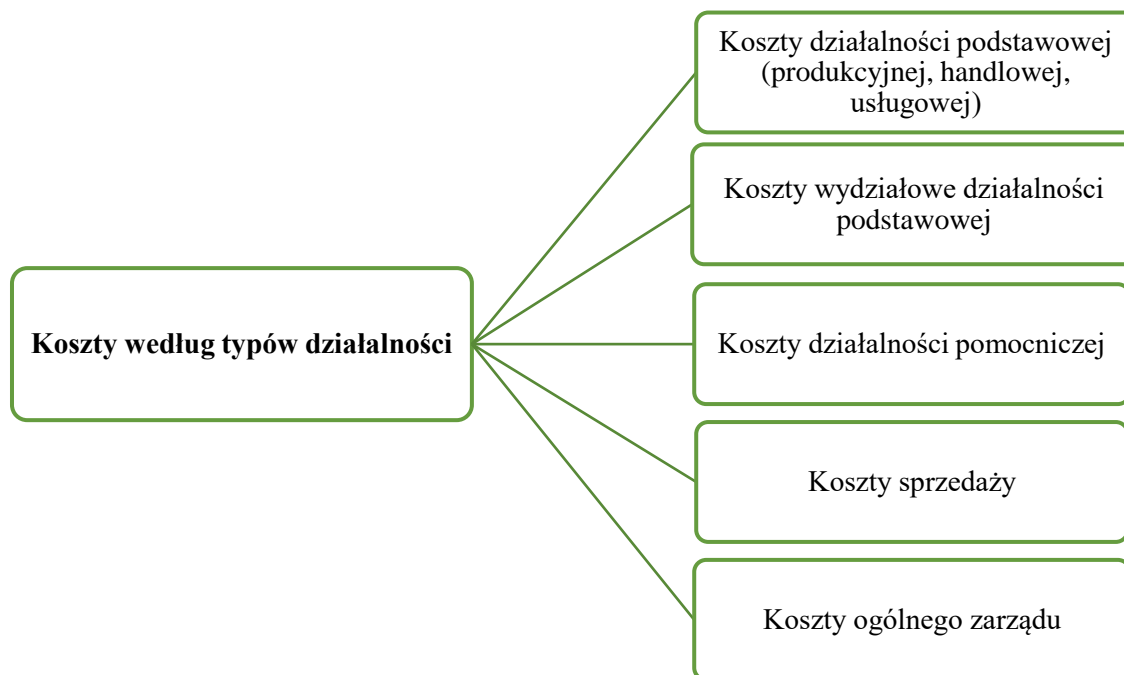 Koszty działalności podstawowej
(produkcyjnej, handlowej,
usługowej)
Koszty wydziałowe działalności
podstawowej
Koszty według typów działalności
Koszty działalności pomocniczej
Koszty sprzedaży
Koszty ogólnego zarządu